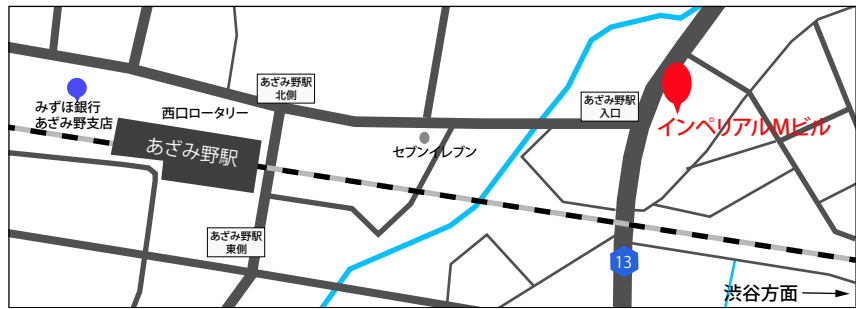 あざみ野駅
北側
みずほ銀行
あざみ野支店
西口ロータリー
あざみ野駅
入口
インペリアルMビル
あざみ野駅
セブンイレブン
あざみ野駅
東側
13
渋谷方面